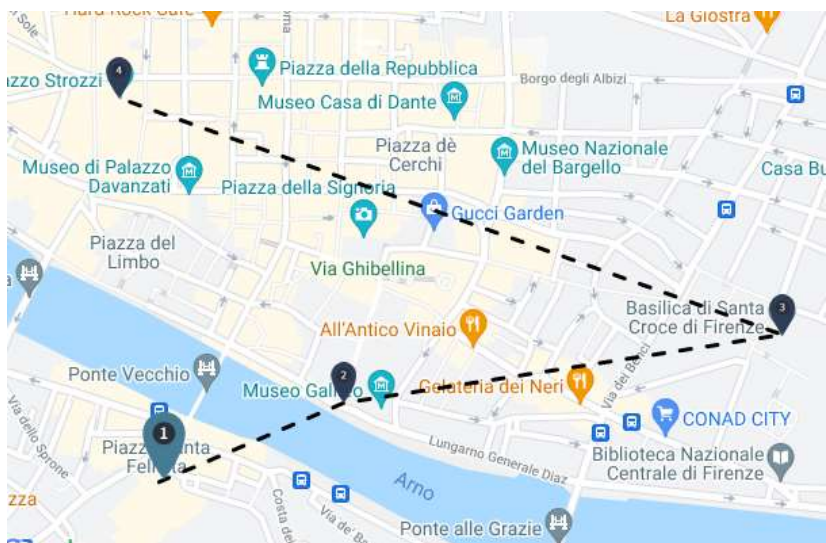 Hard Rock Cafe
La Giostra
4
Piazza della Repubblica
Borgo degli Albizi
Strozzi
Museo Casa di Dante
Piazza dè
Cerchi
Museo Nazionale
del Bargello
Museo di Palazzo
Davanzati
Casa Bu
Piazza della Signoria
Gucci Garden
Piazza del
Limbo
Via Ghibellina
Basilica di Santa
Croce di Firenze
3
All'Antico Vinaio
Ponte Vecchio
2
Museo Galileo
Gelateria dei Neri
Via dei Benci
CONAD CITY
Via dello Sprone
1
Piazza Santa
Felicita
Lungarno Generale Diaz
Biblioteca Nazionale
Centrale di Firenze
Arno
zza
Costa de
Via de' B
Ponte alle Grazie